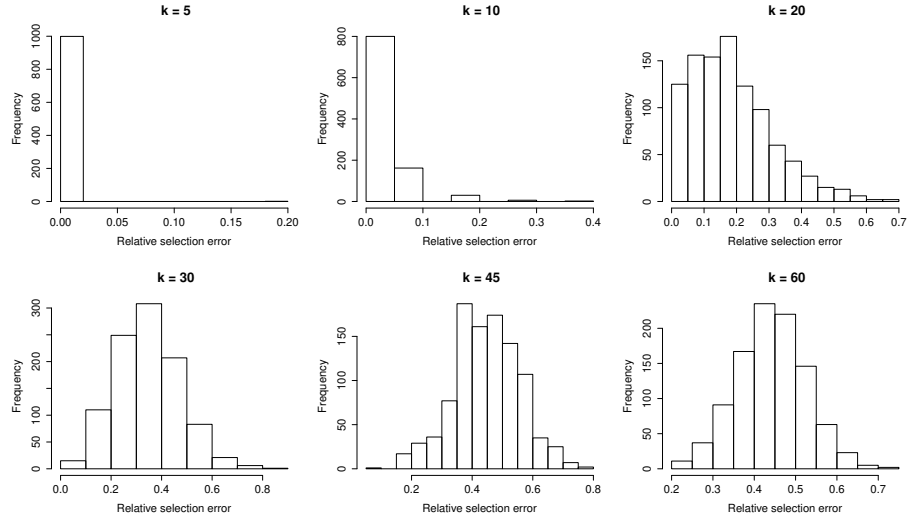 k = 5
Frequency
0 200 400 600 800 1000
0.00 0.05 0.10 0.15 0.20
Relative selection error
k = 10
Frequency
0 200 400 600 800
0.0 0.1 0.2 0.3 0.4
Relative selection error
k = 20
Frequency
0 50 100 150
0.0 0.1 0.2 0.3 0.4 0.5 0.6 0.7
Relative selection error
k = 30
Frequency
0 50 100 200 300
0.0 0.2 0.4 0.6 0.8
Relative selection error
k = 45
Frequency
0 50 100 150
0.2 0.4 0.6 0.8
Relative selection error
k = 60
Frequency
0 50 100 150 200
0.2 0.3 0.4 0.5 0.6 0.7
Relative selection error